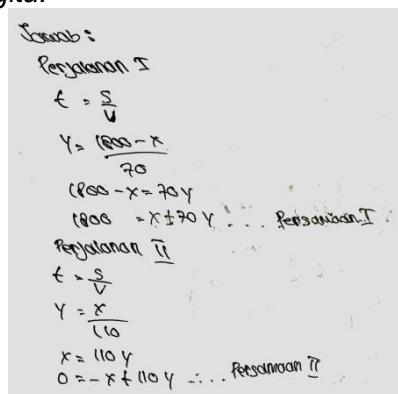 Jawab :
Perjalanan I
t = S
V
Y = 1800 - x
70
1800 - x = 70 Y
1800 = x + 70 Y ... Persamaan I
Perjalanan II
t = S
V
Y = x
110
x = 110 Y
0 = - x + 110 Y ... Persamaan II